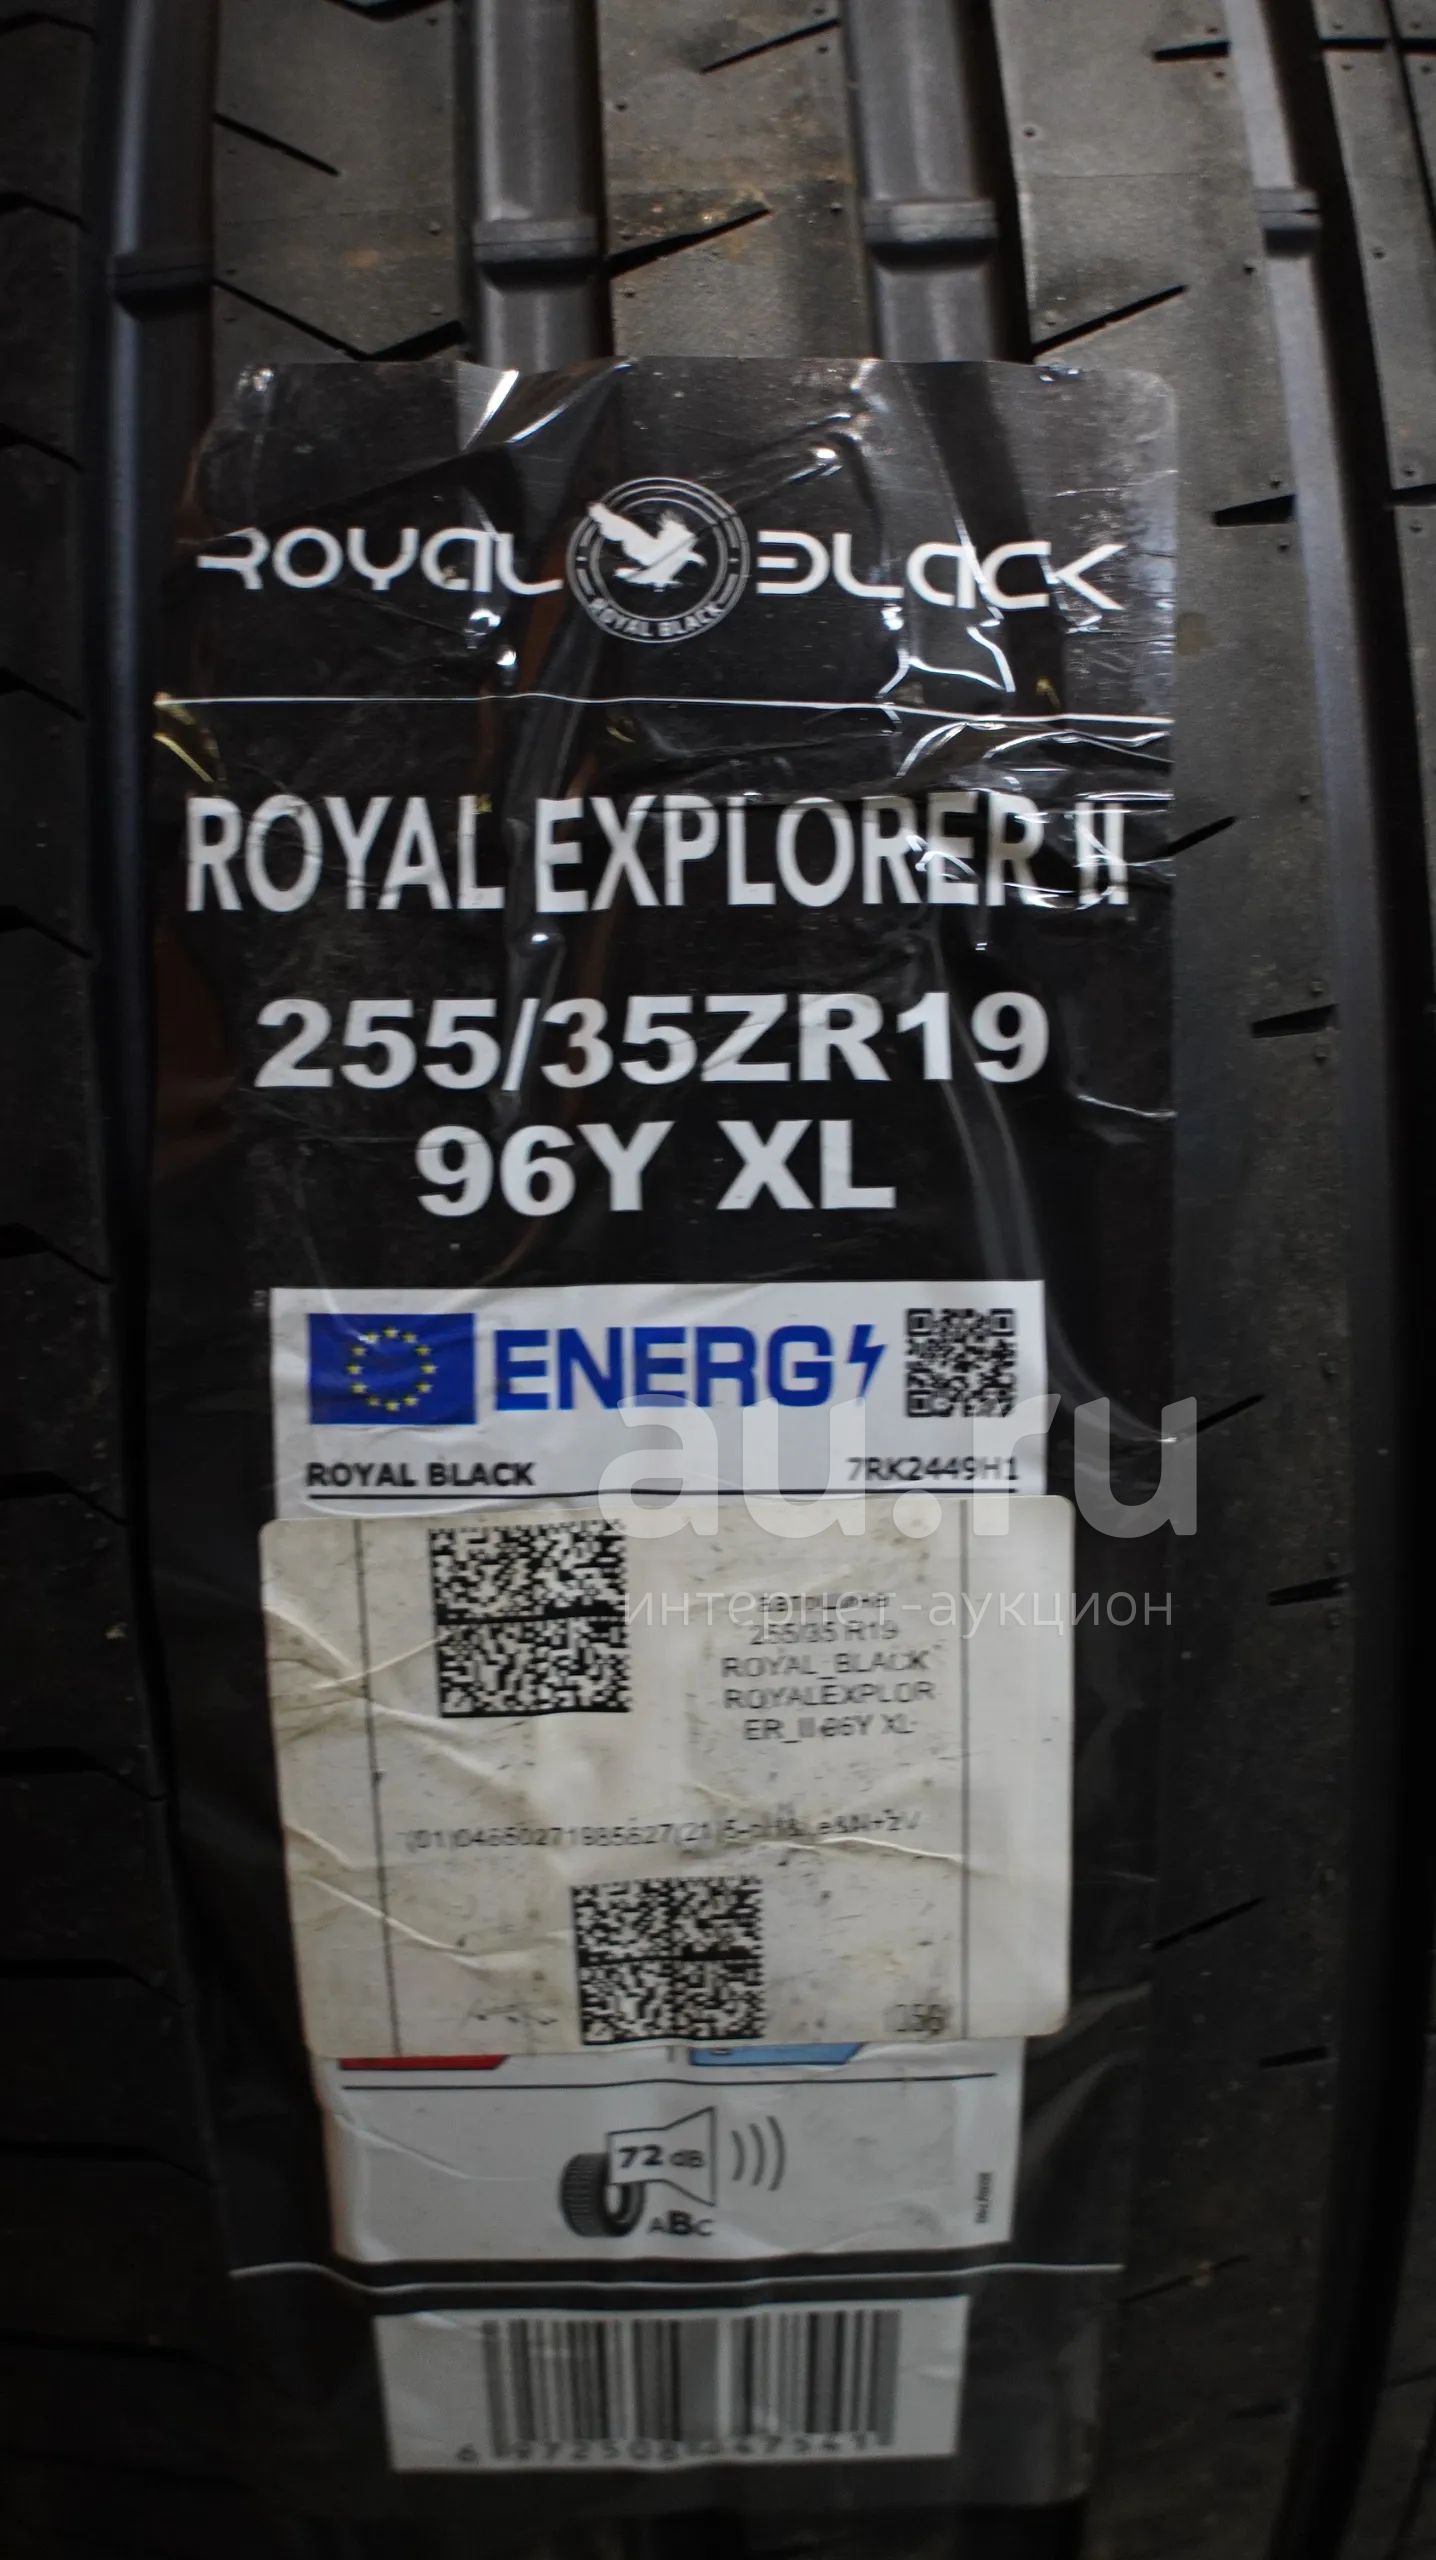 ROYAL BLACK
ROYAL BLACK
ROYAL EXPLORER II
255/35ZR19
96Y XL
ENERG
ROYAL BLACK 7RK2449H1
au.ru
интернет-аукцион
255/35 R19
ROYAL_BLACK
ROYALEXPLOR
ER_II 96Y XL
72 dB
ABC